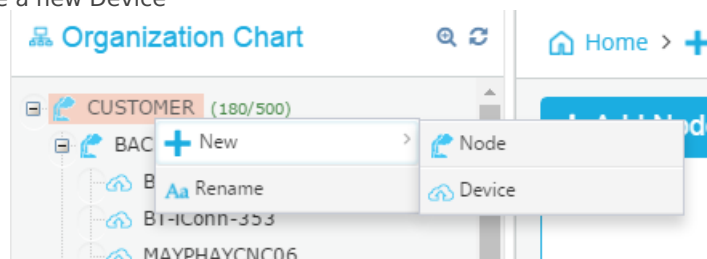 a new Device
Organization Chart
Home >
CUSTOMER (180/500)
BAC
New
Node
B
Aa Rename
Device
BT-iConn-353
MAYPHAYCNC06